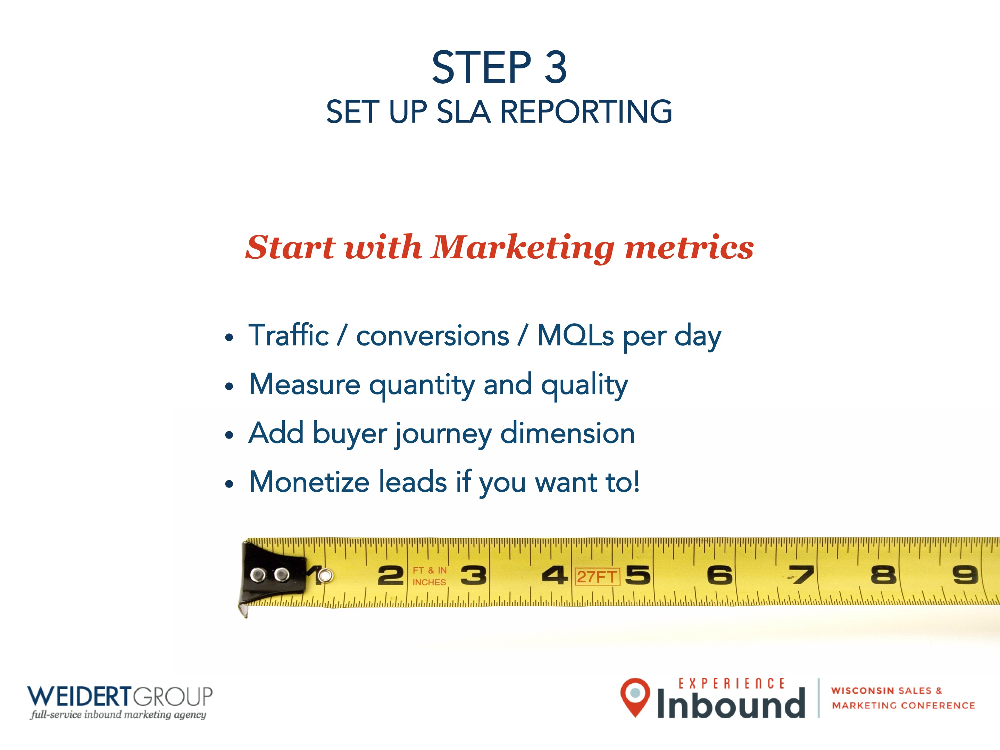 STEP 3
SET UP SLA REPORTING
Start with Marketing metrics
• Traffic / conversions / MQLs per day
• Measure quantity and quality
• Add buyer journey dimension
• Monetize leads if you want to!
1 2 FT & IN INCHES 3 4 27FT 5 6 7 8 9
WEIDERTGROUP
full-service inbound marketing agency
EXPERIENCE
Inbound
WISCONSIN SALES &
MARKETING CONFERENCE